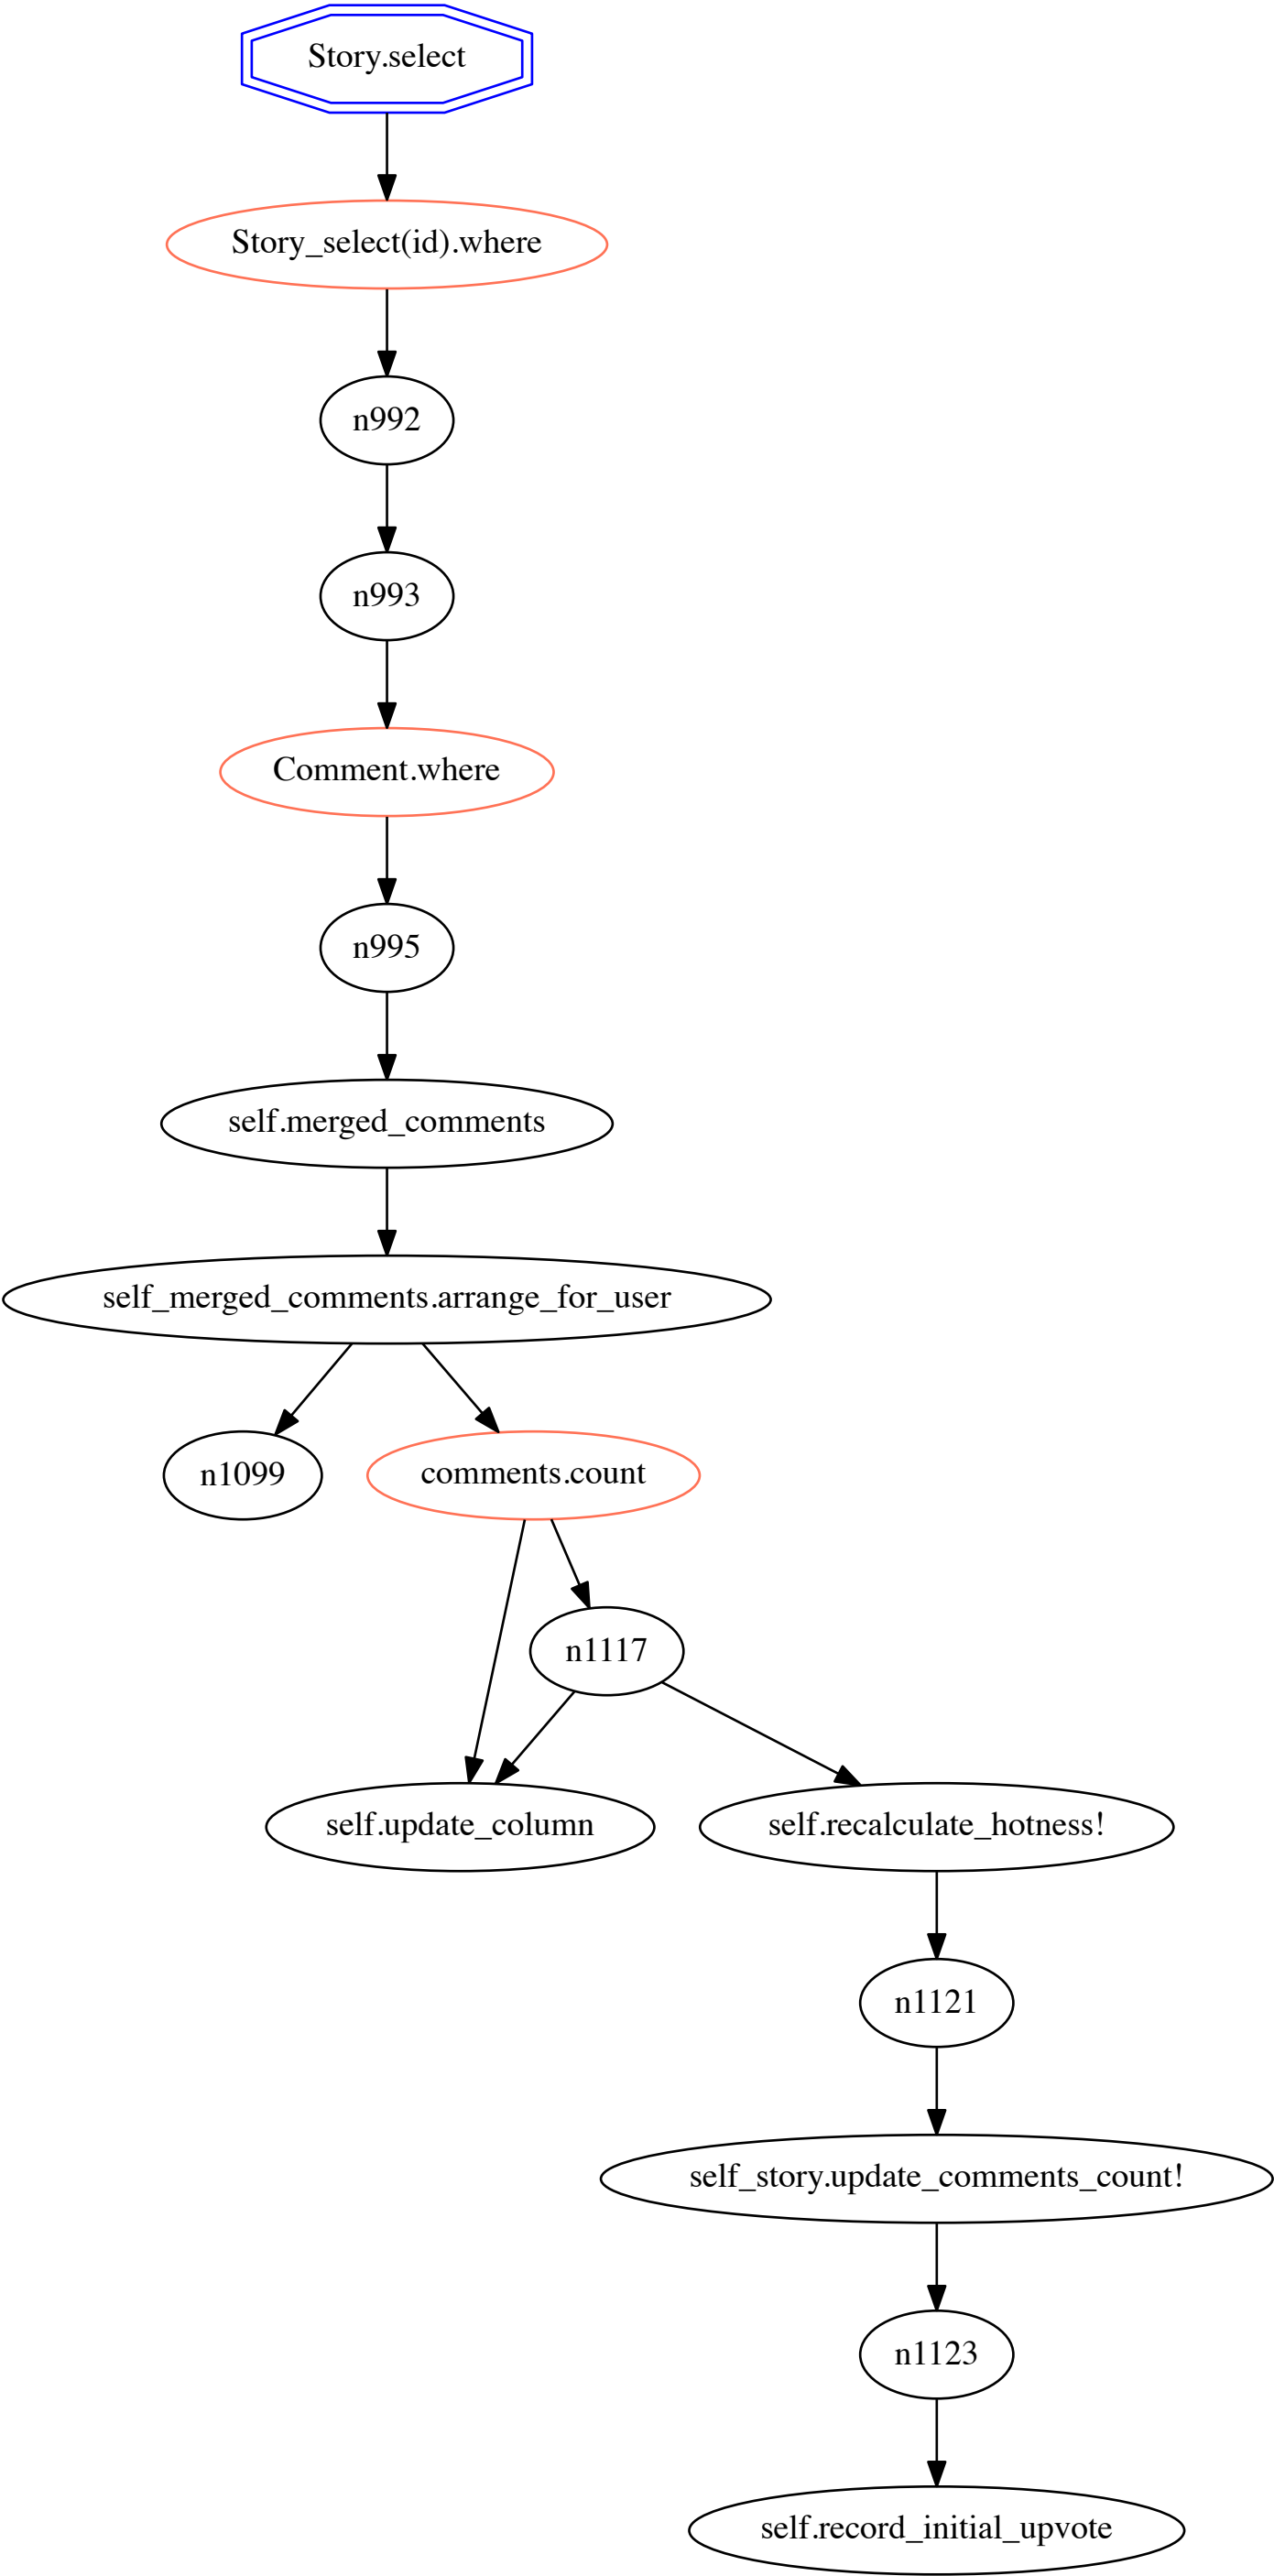 Story.select
Story_select(id).where
n992
n993
Comment.where
n995
self.merged_comments
self_merged_comments.arrange_for_user
n1099
comments.count
n1117
self.update_column
self.recalculate_hotness!
n1121
self_story.update_comments_count!
n1123
self.record_initial_upvote